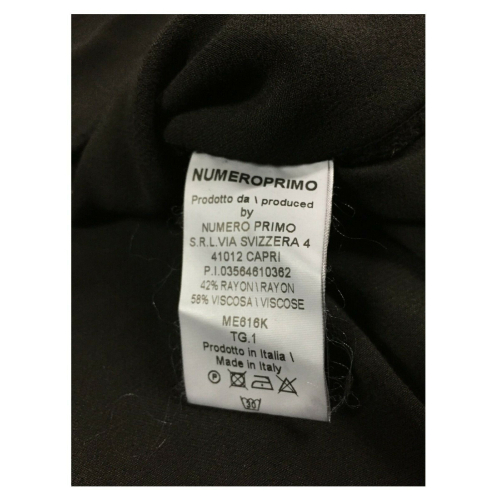 NUMEROPRIMO
Prodotto da \ produced
by
NUMERO PRIMO
S.R.L.VIA SVIZZERA 4
41012 CAPRI
P.I.03564610362
42% RAYON \ RAYON
58% VISCOSA \ VISCOSE
ME616K
TG.1
Prodotto in Italia \
Made in Italy
P
30